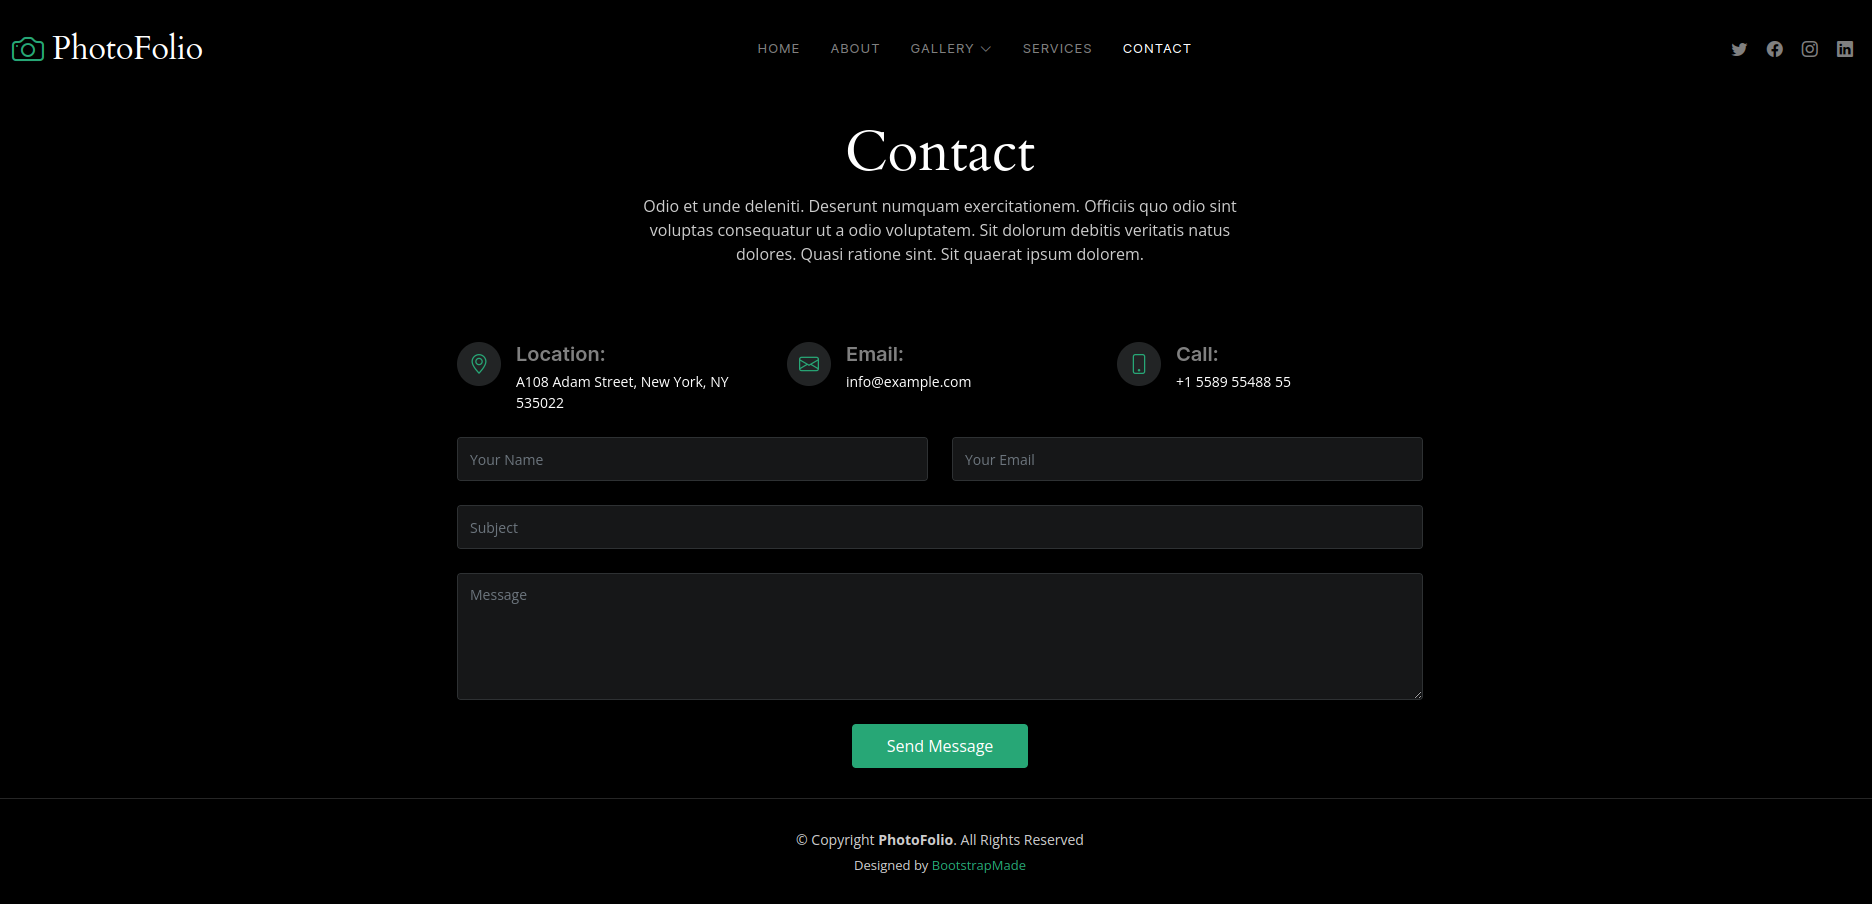 PhotoFolio
HOME ABOUT GALLERY SERVICES CONTACT
Contact
Odio et unde deleniti. Deserunt numquam exercitationem. Officiis quo odio sint
voluptas consequatur ut a odio voluptatem. Sit dolorum debitis veritatis natus
dolores. Quasi ratione sint. Sit quaerat ipsum dolorem.
Location:
A108 Adam Street, New York, NY
535022
Email:
info@example.com
Call:
+1 5589 55488 55
Your Name
Your Email
Subject
Message
Send Message
© Copyright PhotoFolio. All Rights Reserved
Designed by BootstrapMade